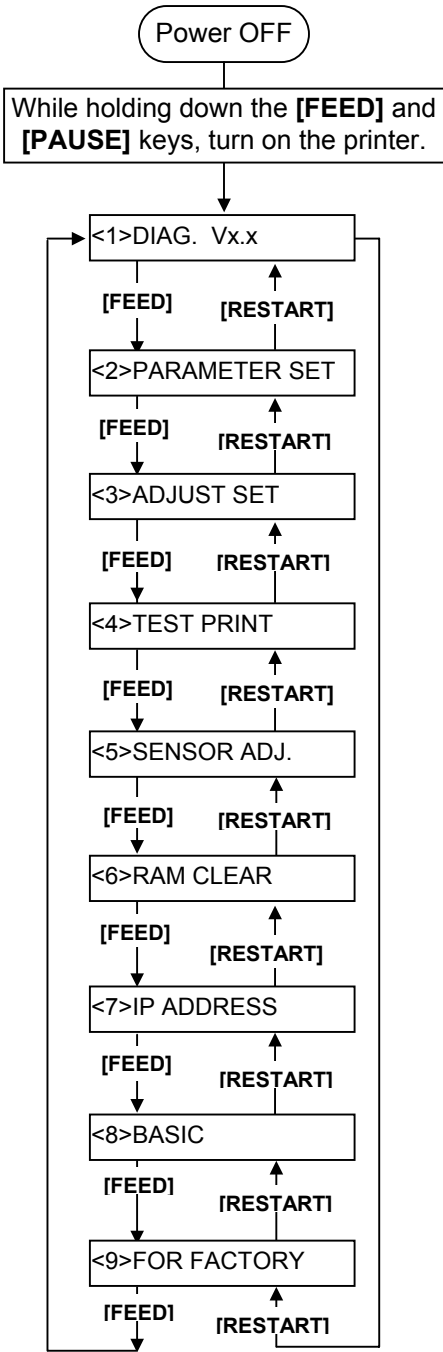 Power OFF
While holding down the [FEED] and
[PAUSE] keys, turn on the printer.
<1>DIAG. Vx.x
[FEED] [RESTART]
<2>PARAMETER SET
[FEED] [RESTART]
<3>ADJUST SET
[FEED] [RESTART]
<4>TEST PRINT
[FEED] [RESTART]
<5>SENSOR ADJ.
[FEED] [RESTART]
<6>RAM CLEAR
[FEED] [RESTART]
<7>IP ADDRESS
[FEED] [RESTART]
<8>BASIC
[FEED] [RESTART]
<9>FOR FACTORY
[FEED] [RESTART]